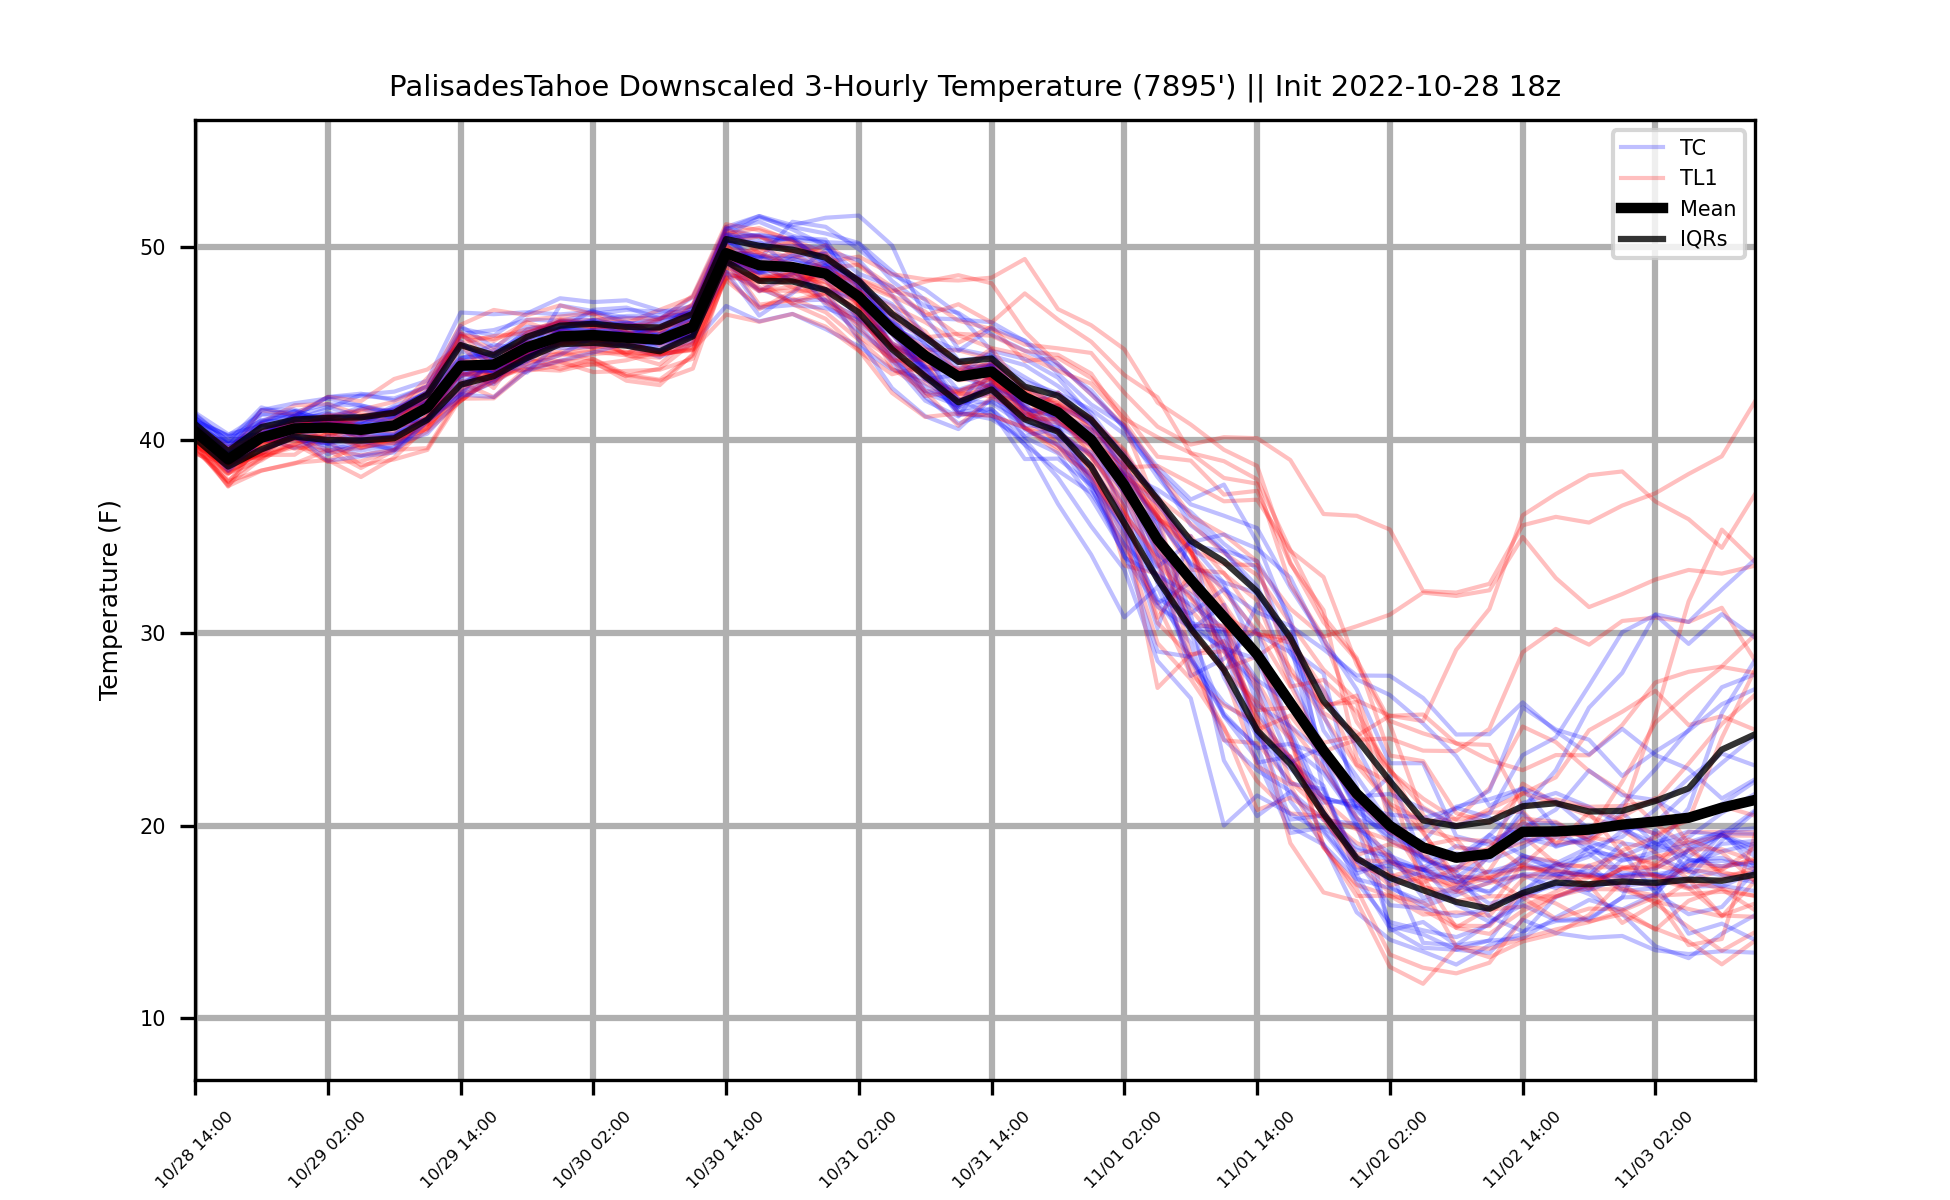 PalisadesTahoe Downscaled 3-Hourly Temperature (7895') || Init 2022-10-28 18z
TC
TL1
Mean
IQRs
Temperature (F)
50
40
30
20
10
10/28 14:00
10/29 02:00
10/29 14:00
10/30 02:00
10/30 14:00
10/31 02:00
10/31 14:00
11/01 02:00
11/01 14:00
11/02 02:00
11/02 14:00
11/03 02:00